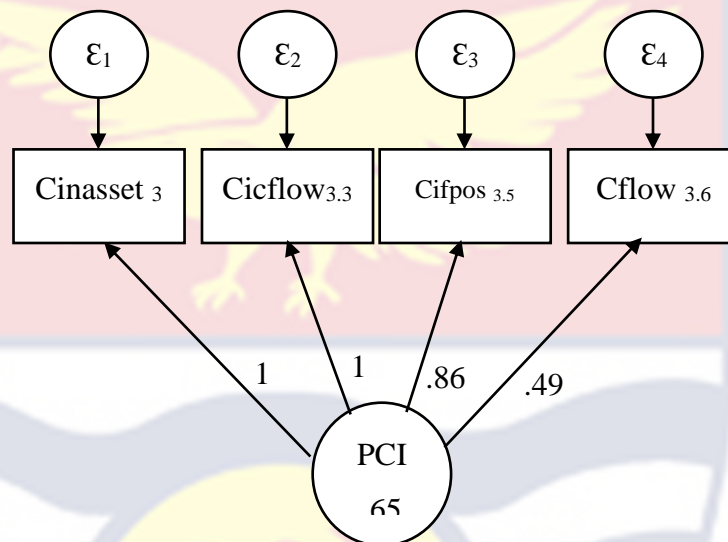 ε1 ε2 ε3 ε4
Cinasset 3 Cicflow3.3 Cifpos 3.5 Cflow 3.6
1 1 .86 .49
PCI
65